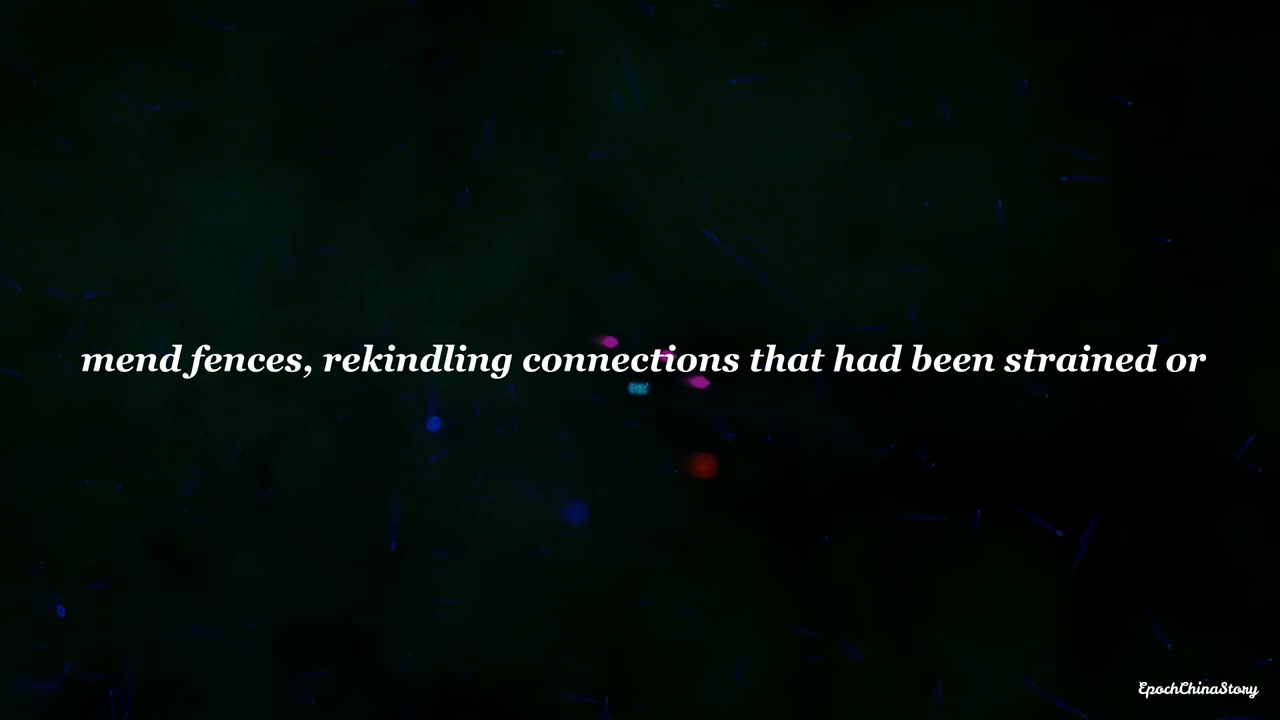 mend fences, rekindling connections that had been strained or
EpochChinaStory